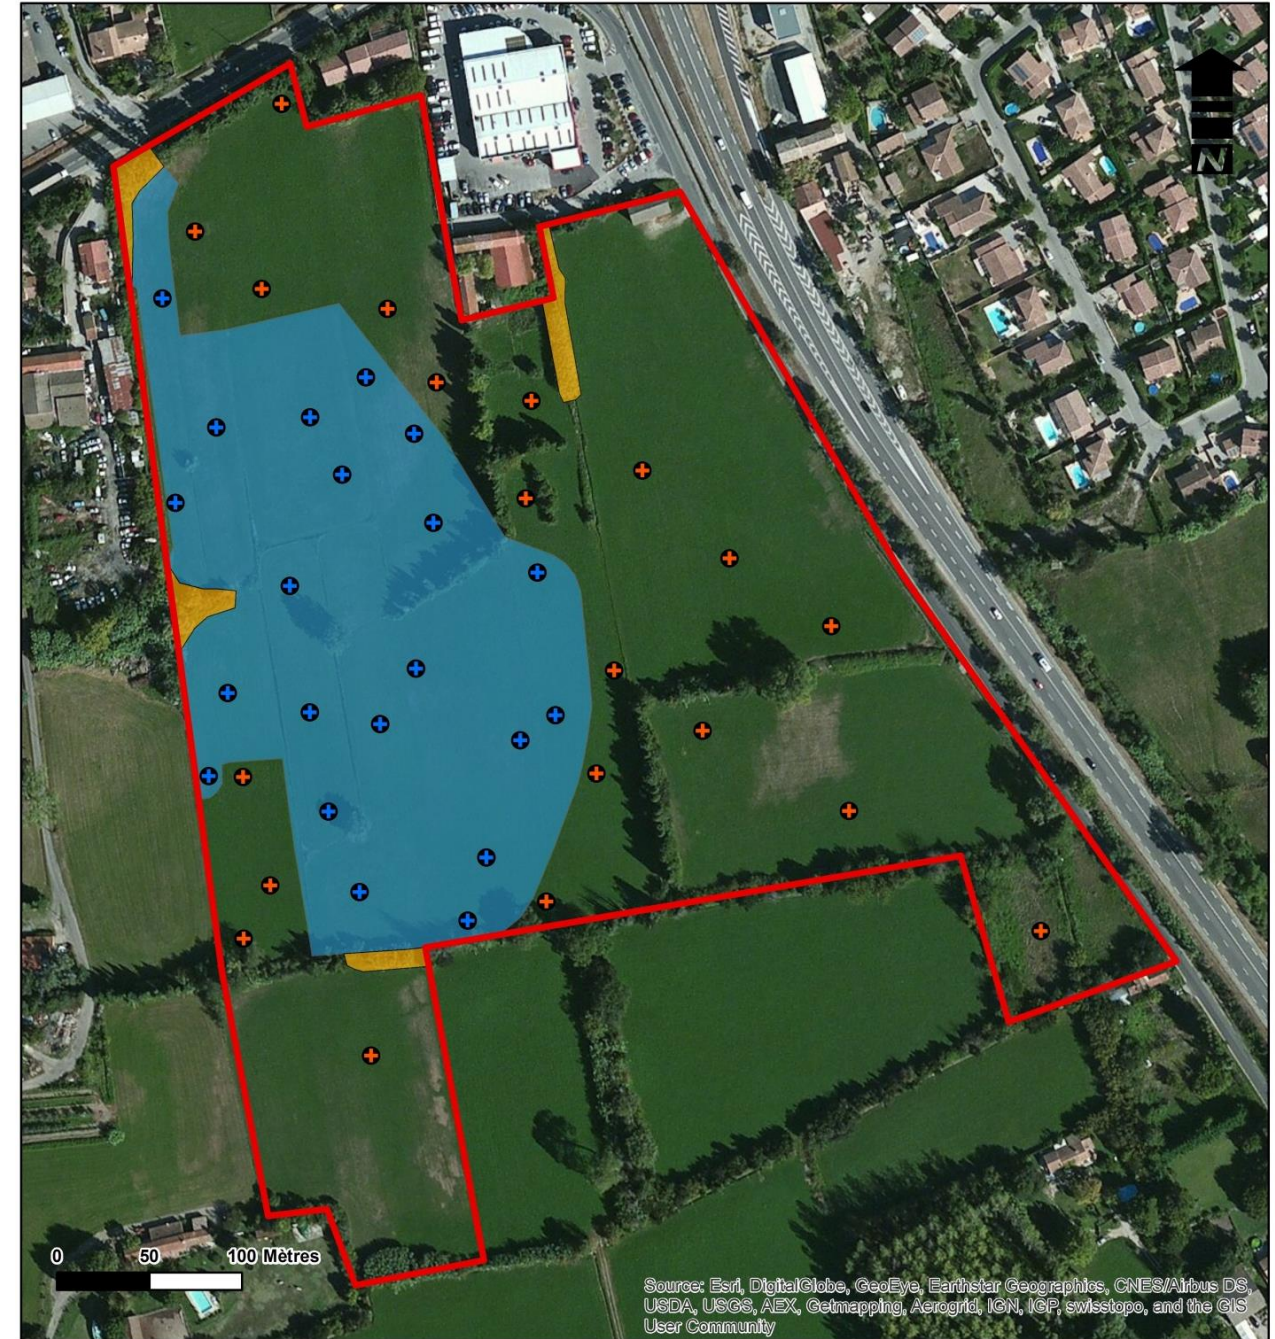 N
0 50 100 Mètres
Source: Esri, DigitalGlobe, GeoEye, Earthstar Geographics, CNES/Airbus DS,
USDA, USGS, AEX, Getmapping, Aerogrid, IGN, IGP, swisstopo, and the GIS
User Community